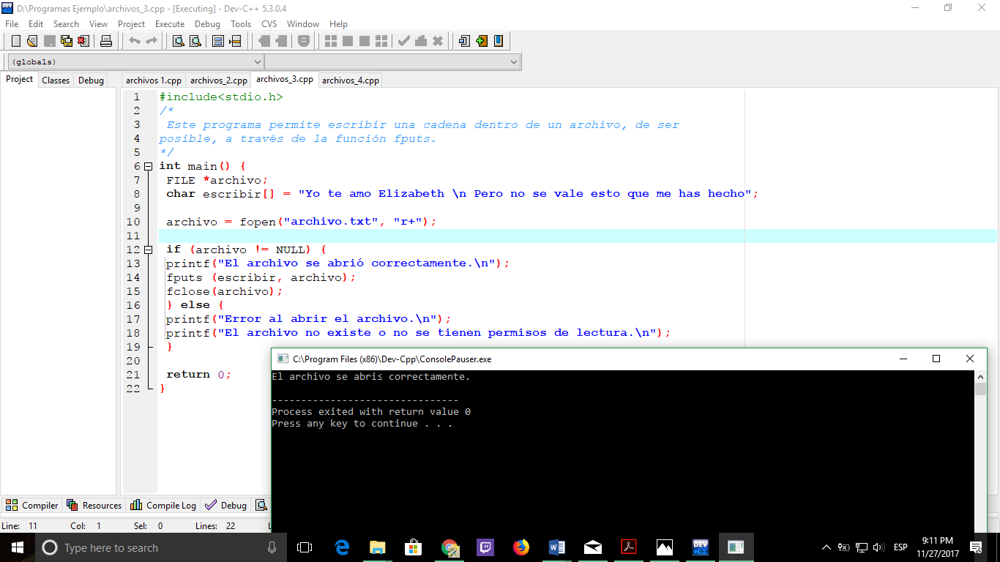 D:\Programas Ejemplo\archivos_3.cpp - [Executing] - Dev-C++ 5.3.0.4
File Edit Search View Project Execute Debug Tools CVS Window Help
(globals)
Project Classes Debug
archivos 1.cpp archivos_2.cpp archivos_3.cpp archivos_4.cpp
1 #include<stdio.h>
2 /*
3 Este programa permite escribir una cadena dentro de un archivo, de ser
4 posible, a través de la función fputs.
5 */
6 int main() {
7 FILE *archivo;
8 char escribir[] = "Yo te amo Elizabeth \n Pero no se vale esto que me has hecho";
9
10 archivo = fopen("archivo.txt", "r+");
11
12 if (archivo != NULL) {
13 printf("El archivo se abrió correctamente.\n");
14 fputs (escribir, archivo);
15 fclose(archivo);
16 } else {
17 printf("Error al abrir el archivo.\n");
18 printf("El archivo no existe o no se tienen permisos de lectura.\n");
19 }
20
21 return 0;
22 }
C:\Program Files (x86)\Dev-Cpp\ConsolePauser.exe
El archivo se abri≤ correctamente.
--------------------------------
Process exited with return value 0
Press any key to continue . . .
Compiler Resources Compile Log Debug
Line: 11 Col: 1 Sel: 0 Lines: 22
Type here to search
DEV
ESP
9:11 PM
11/27/2017